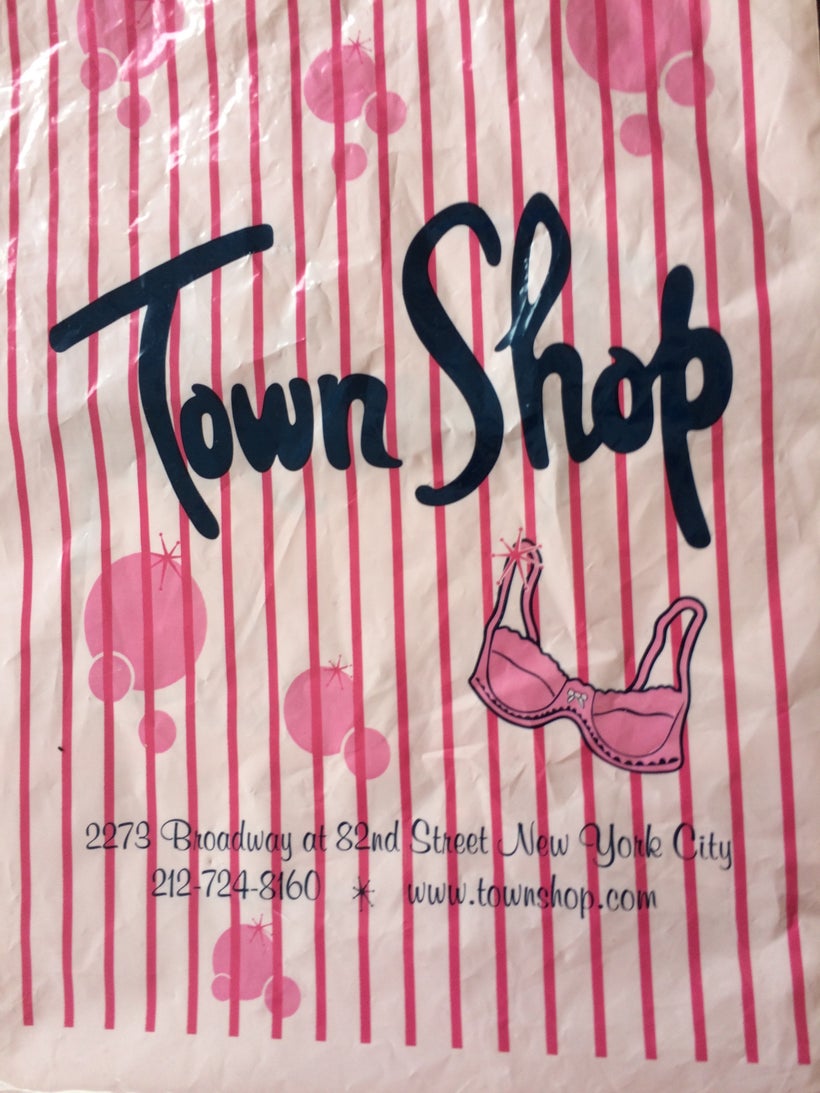 Town Shop
2273 Broadway at 82nd Street New York City
212-724-8160 * www.townshop.com